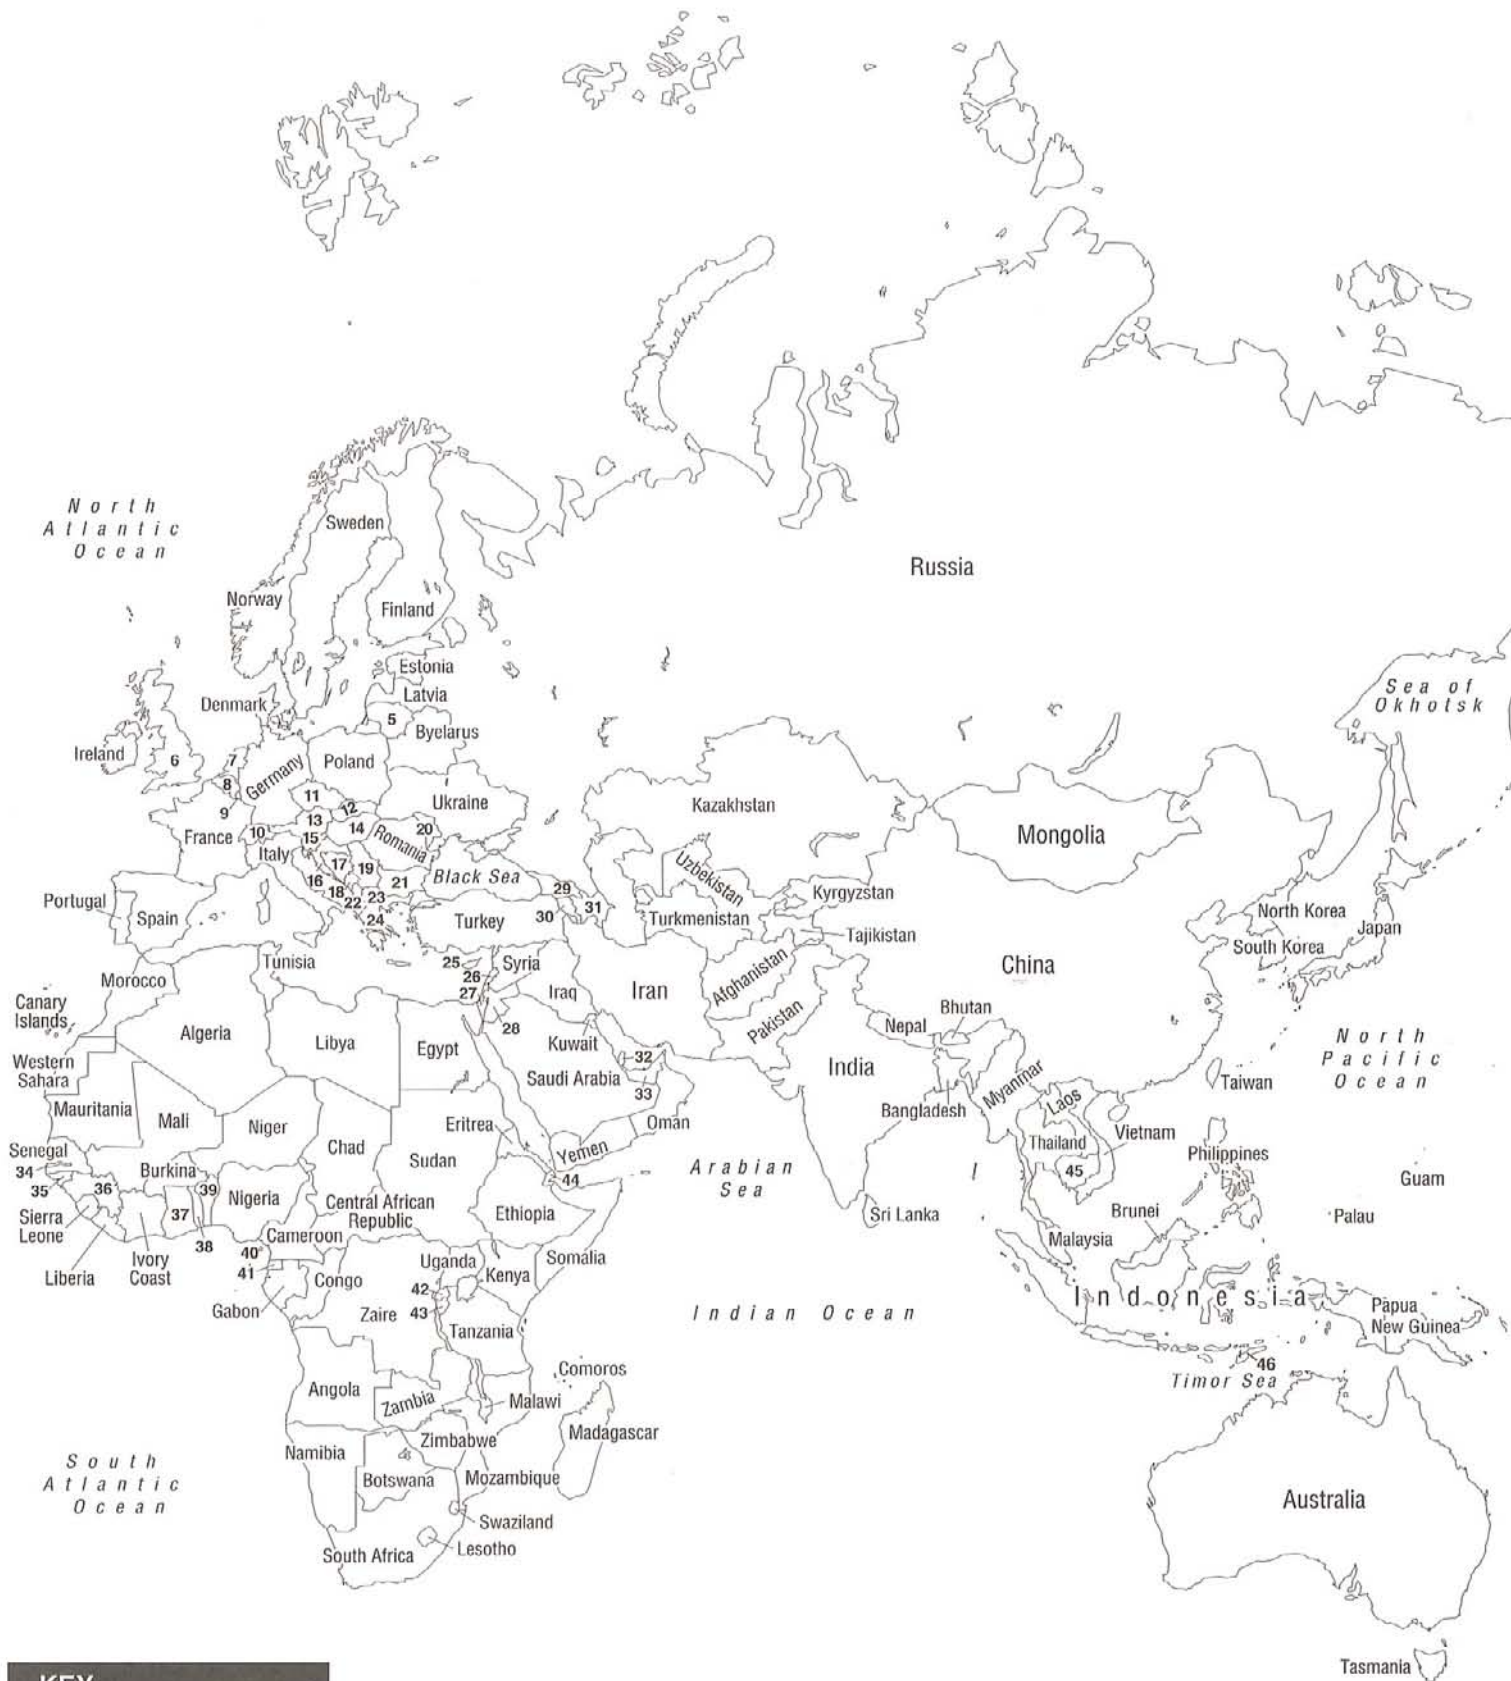 North
Atlantic
Ocean
Sweden
Norway
Finland
Russia
Estonia
Latvia
Denmark
5
Byelarus
Ireland
6
7
Germany
Poland
8
9
11
12
Ukraine
France
10
13
14
Romania
20
15
Italy
17
19
16
18
21
22
23
24
Black Sea
Portugal
Spain
Turkey
29
30
31
Kazakhstan
Mongolia
Uzbekistan
Kyrgyzstan
Turkmenistan
Tajikistan
Sea of
Okhotsk
North Korea
South Korea
Japan
China
Tunisia
Morocco
25
26
27
Syria
Iraq
Iran
Afghanistan
Pakistan
Canary
Islands
Algeria
Libya
Egypt
28
Kuwait
32
Nepal
Bhutan
India
North
Pacific
Ocean
Western
Sahara
Saudi Arabia
33
Taiwan
Mauritania
Mali
Niger
Chad
Sudan
Eritrea
Yemen
Oman
Bangladesh
Myanmar
Laos
Thailand
Vietnam
45
Philippines
Senegal
34
35
36
Burkina
39
Nigeria
37
38
Central African
Republic
Ethiopia
44
Arabian
Sea
Sri Lanka
Guam
Palau
Brunei
Malaysia
Sierra
Leone
Liberia
Ivory
Coast
Cameroon
40
41
Gabon
Congo
Uganda
42
43
Kenya
Somalia
Zaire
Tanzania
Indian Ocean
Indonesia
Papua
New Guinea
46
Timor Sea
Angola
Zambia
Malawi
Comoros
Madagascar
Namibia
Zimbabwe
Botswana
Mozambique
South
Atlantic
Ocean
Swaziland
Lesotho
South Africa
Australia
Tasmania
KEY